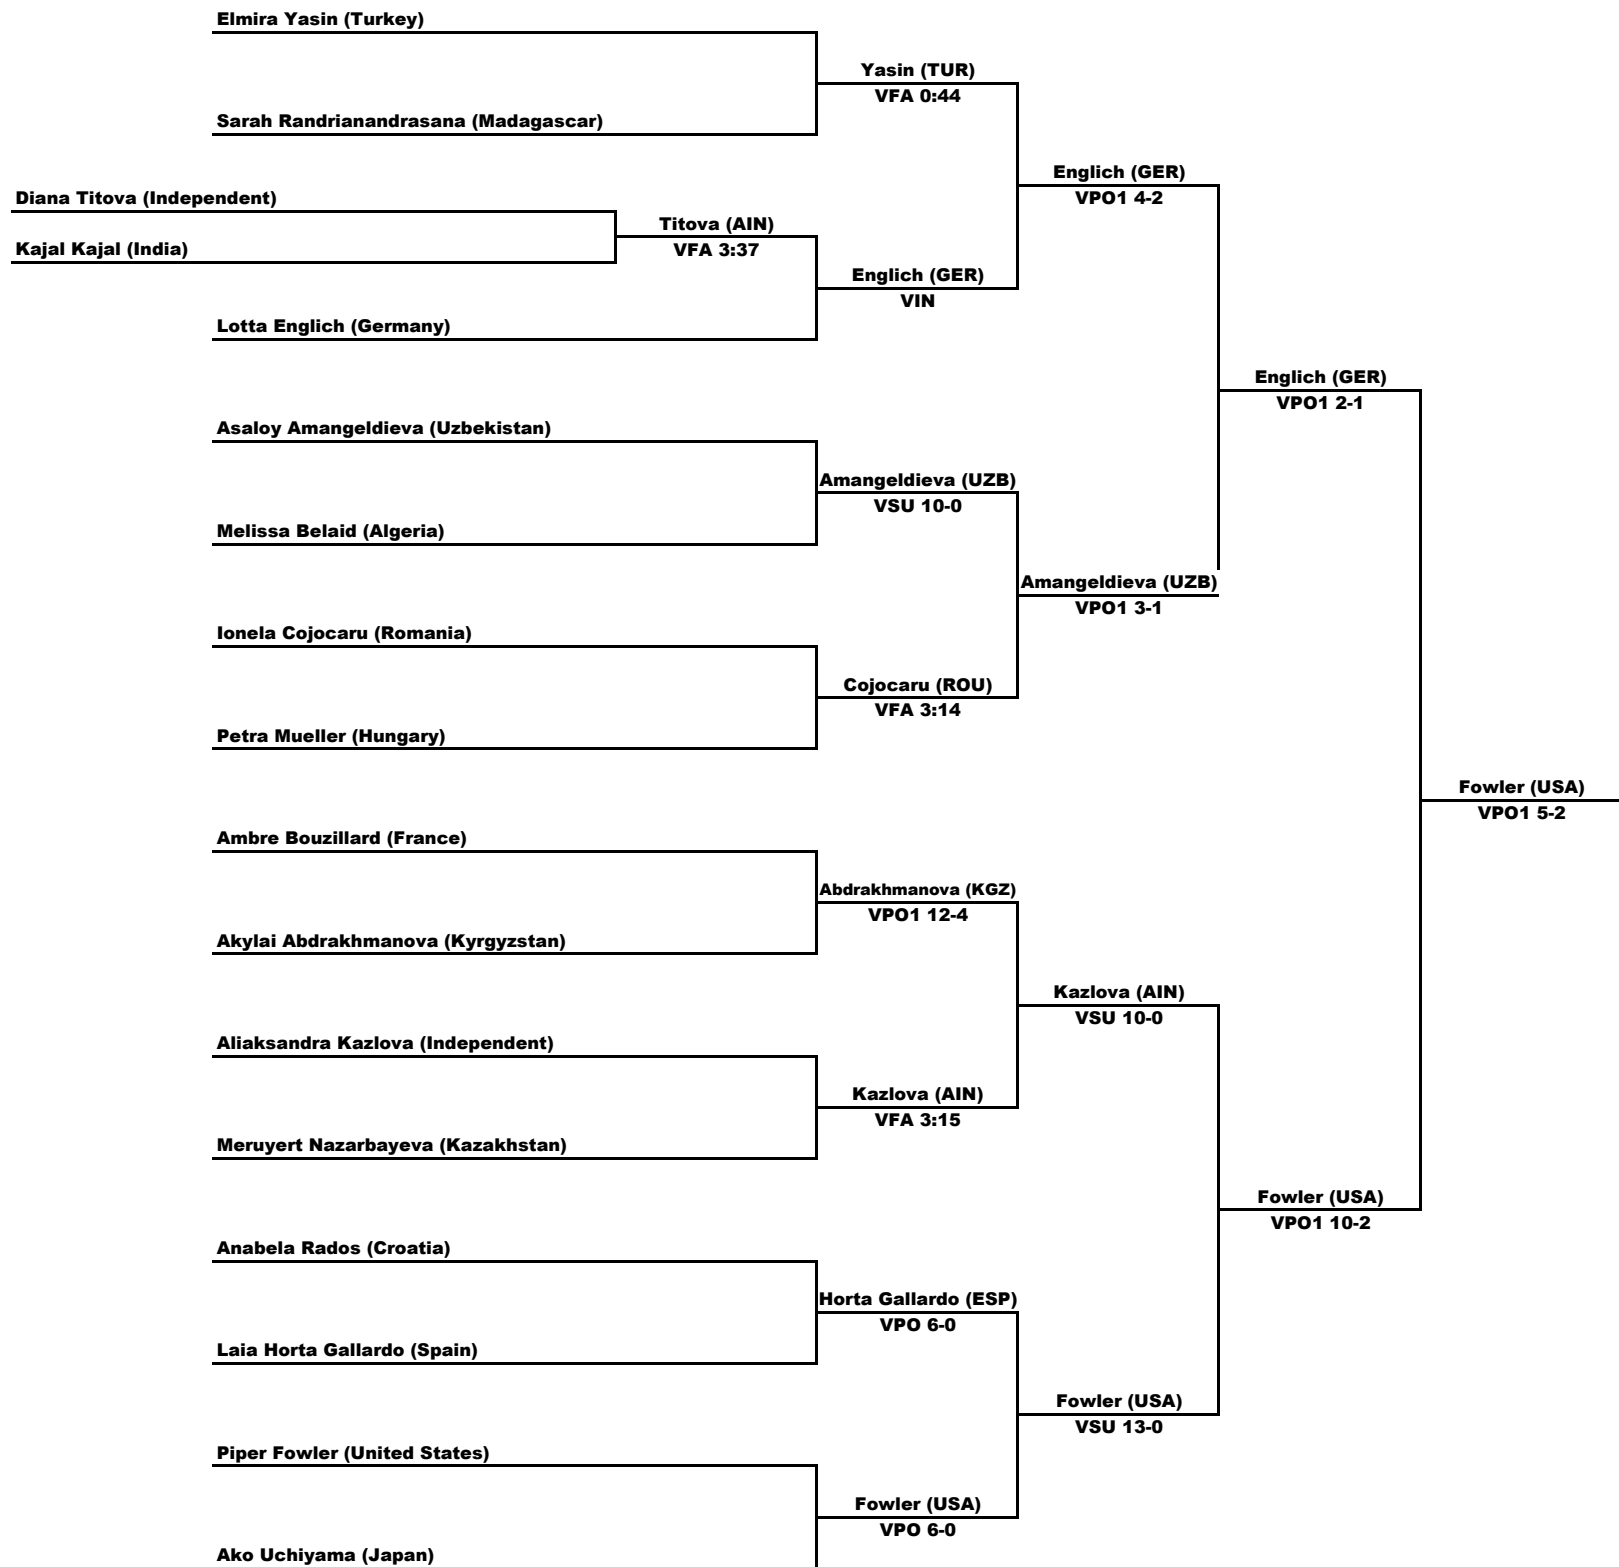 Elmira Yasin (Turkey)
Yasin (TUR)
VFA 0:44
Sarah Randrianandrasana (Madagascar)
Englich (GER)
VPO1 4-2
Diana Titova (Independent)
Titova (AIN)
VFA 3:37
Kajal Kajal (India)
Englich (GER)
VIN
Lotta Englich (Germany)
Englich (GER)
VPO1 2-1
Asaloy Amangeldieva (Uzbekistan)
Amangeldieva (UZB)
VSU 10-0
Melissa Belaid (Algeria)
Amangeldieva (UZB)
VPO1 3-1
Ionela Cojocaru (Romania)
Cojocaru (ROU)
VFA 3:14
Petra Mueller (Hungary)
Fowler (USA)
VPO1 5-2
Ambre Bouzillard (France)
Abdrakhmanova (KGZ)
VPO1 12-4
Akylai Abdrakhmanova (Kyrgyzstan)
Kazlova (AIN)
VSU 10-0
Aliaksandra Kazlova (Independent)
Kazlova (AIN)
VFA 3:15
Meruyert Nazarbayeva (Kazakhstan)
Fowler (USA)
VPO1 10-2
Anabela Rados (Croatia)
Horta Gallardo (ESP)
VPO 6-0
Laia Horta Gallardo (Spain)
Fowler (USA)
VSU 13-0
Piper Fowler (United States)
Fowler (USA)
VPO 6-0
Ako Uchiyama (Japan)